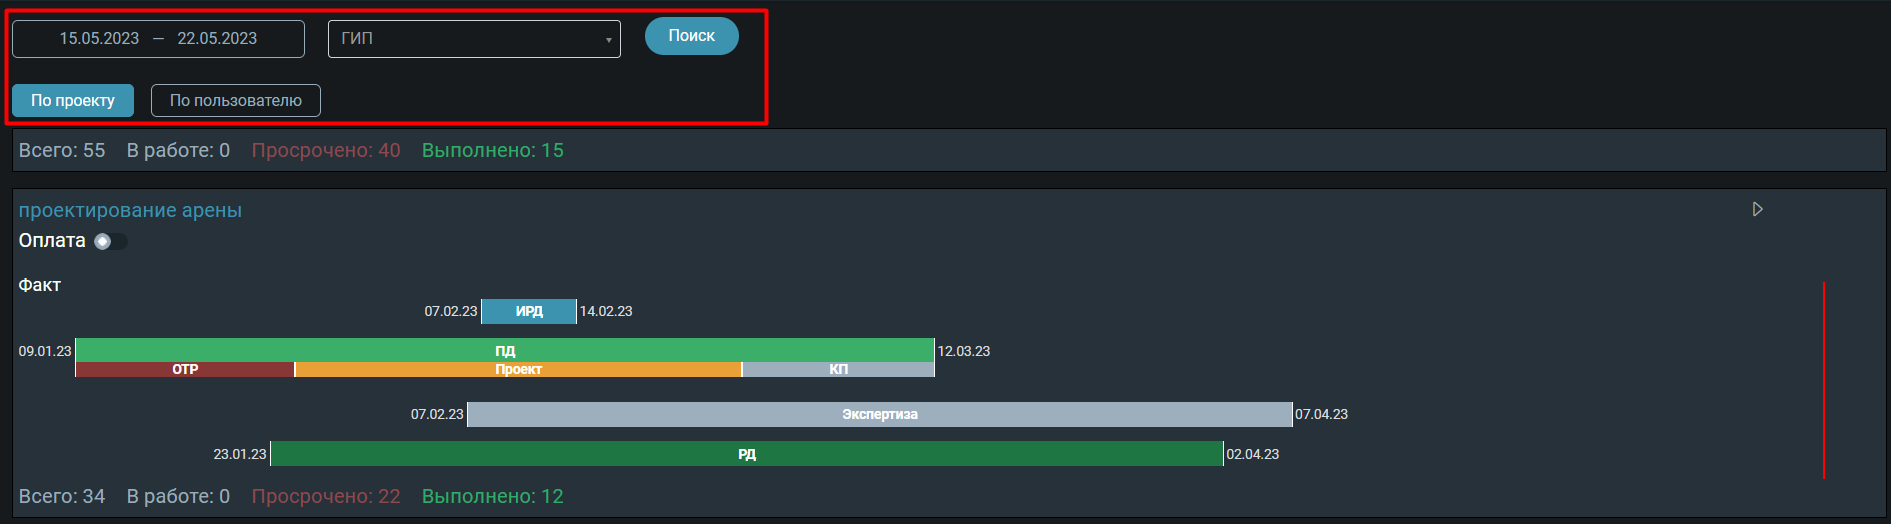 15.05.2023 — 22.05.2023 ГИП Поиск
По проекту По пользователю
Всего: 55 В работе: 0 Просрочено: 40 Выполнено: 15
проектирование арены
Оплата
Факт
07.02.23 ИРД 14.02.23
09.01.23 ПД 12.03.23
ОТР Проект КП
07.02.23 Экспертиза 07.04.23
23.01.23 РД 02.04.23
Всего: 34 В работе: 0 Просрочено: 22 Выполнено: 12